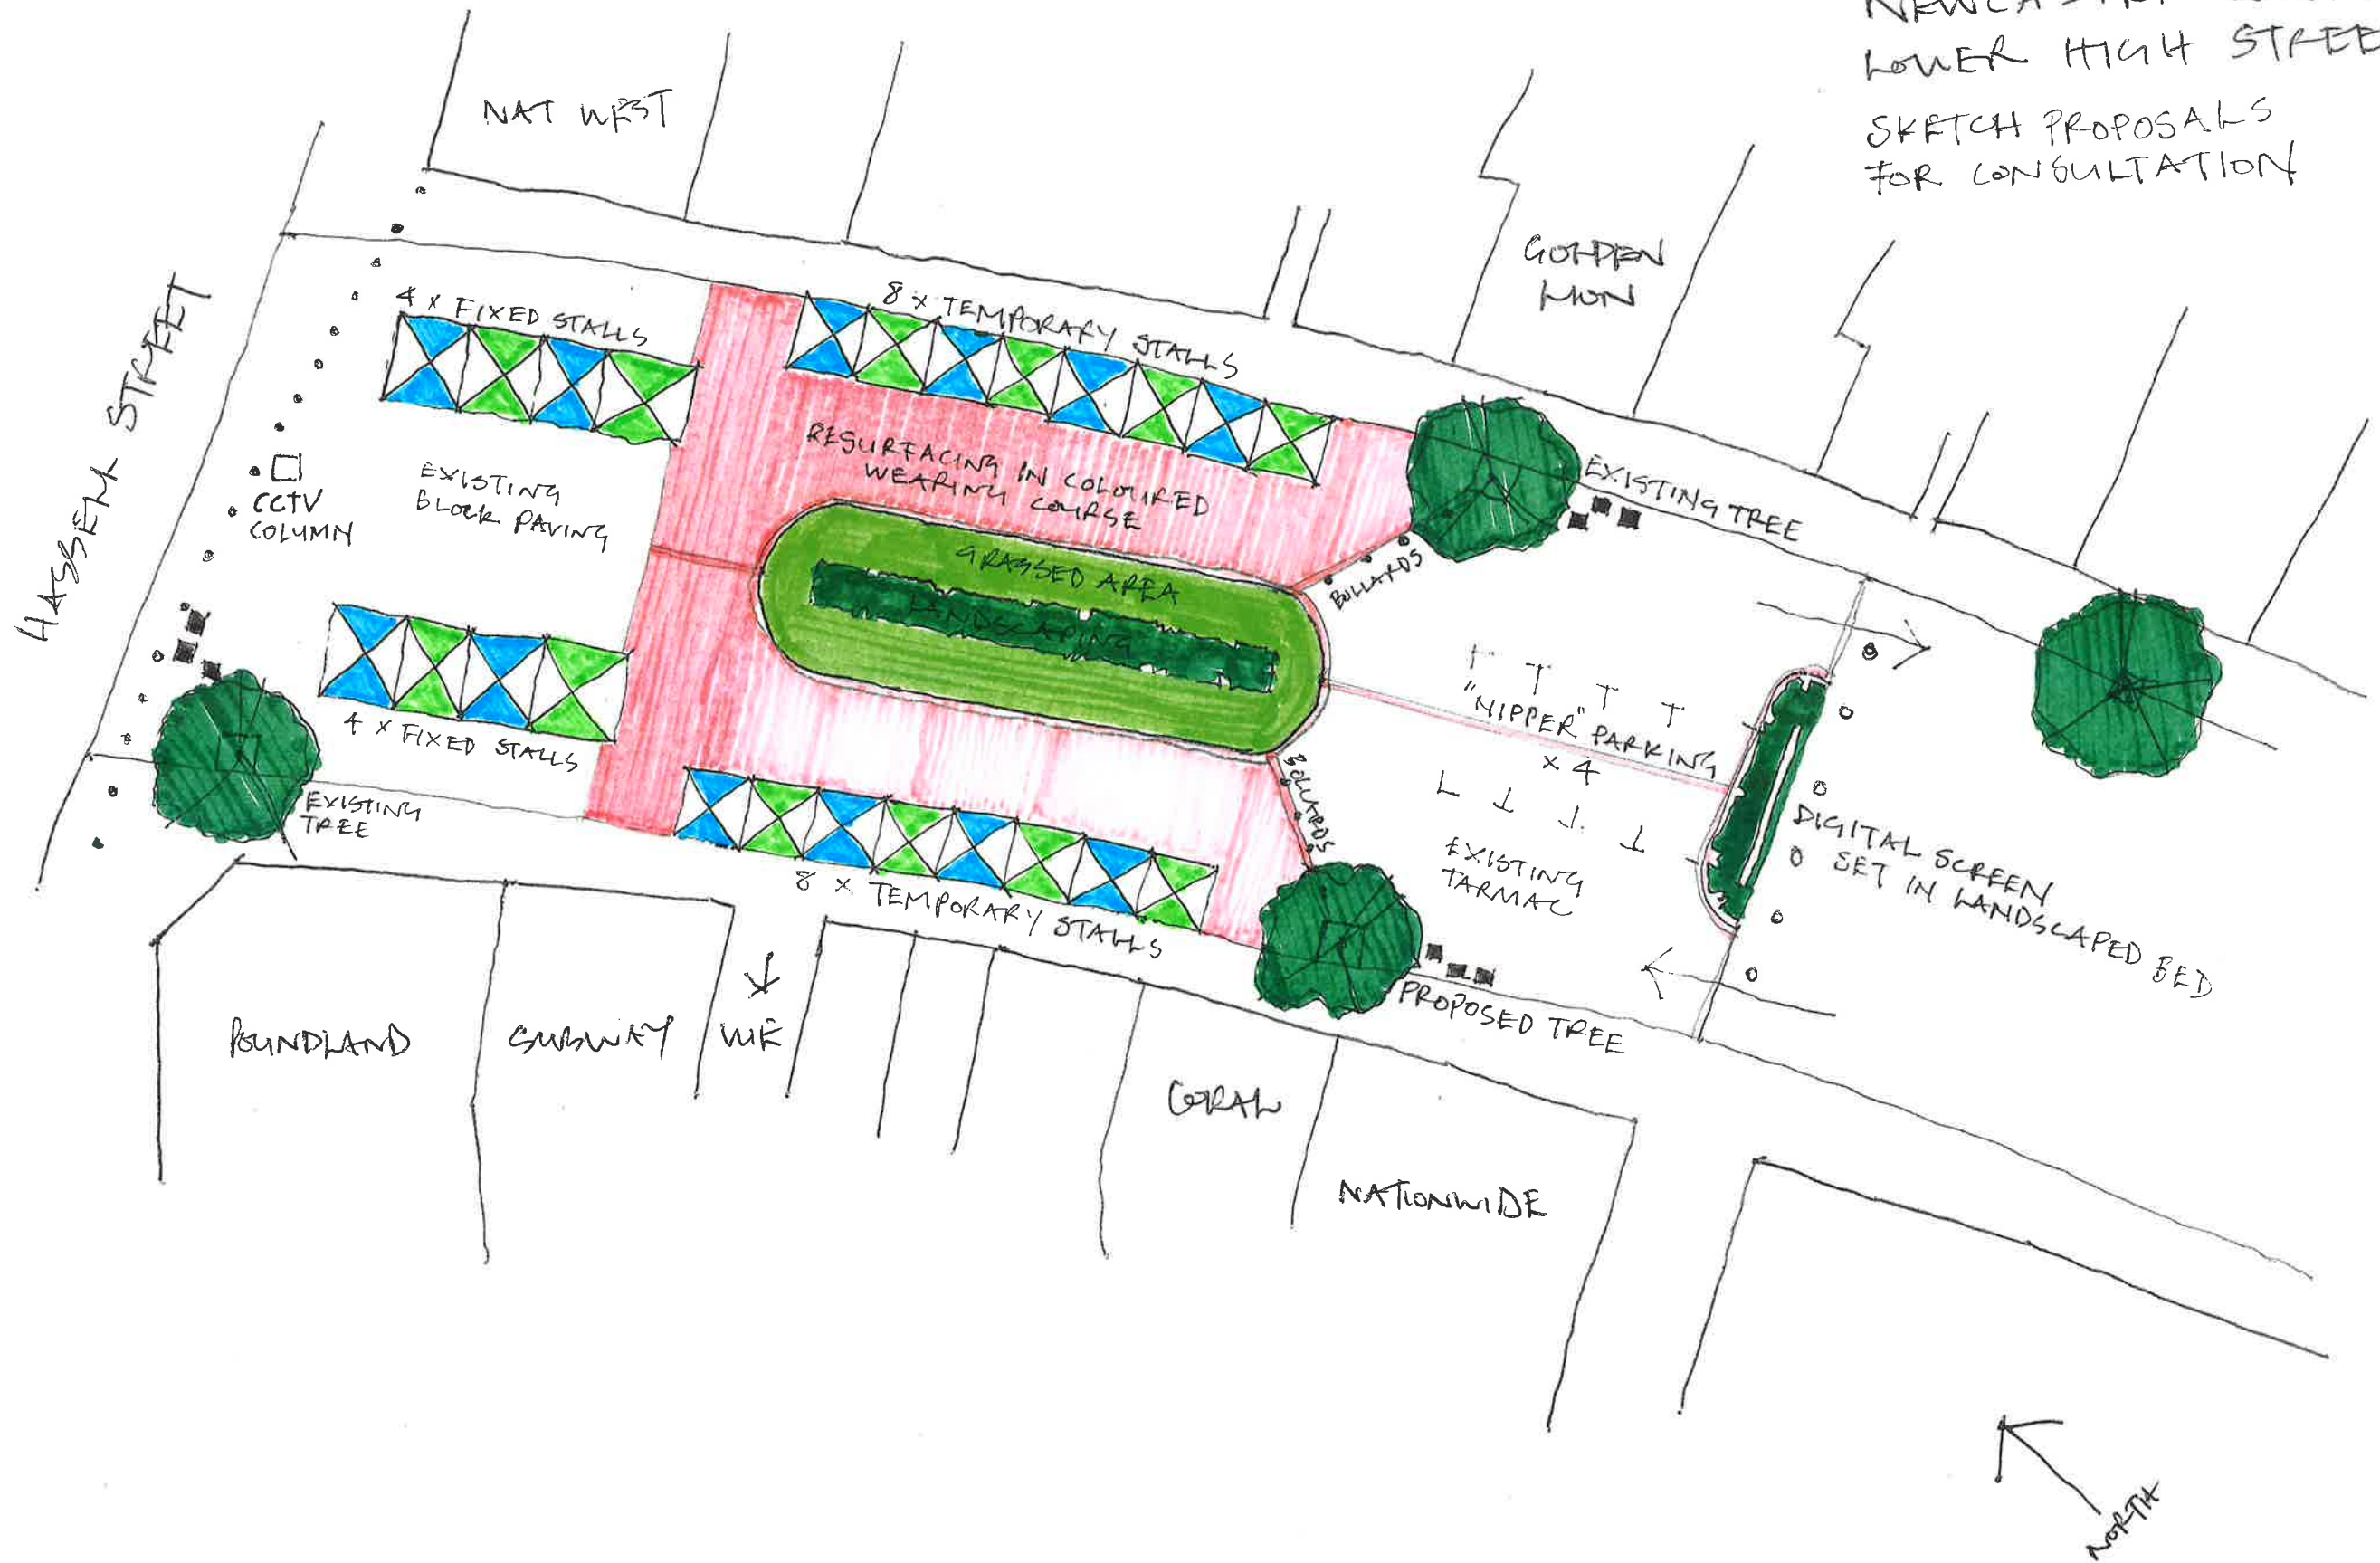 LOWER HIGH STREE
SKETCH PROPOSALS
FOR CONSULTATION
NAT WEST
GOLDEN
LION
HASSELL STREET
4 x FIXED STALLS
8 x TEMPORARY STALLS
RESURFACING IN COLOURED
WEARING COURSE
EXISTING
BLOCK PAVING
CCTV
COLUMN
GRASSED AREA
LANDSCAPING
BOLLARDS
EXISTING TREE
"NIPPER" PARKING
x 4
4 x FIXED STALLS
EXISTING
TREE
BOLLARDS
EXISTING
TARMAC
DIGITAL SCREEN
SET IN LANDSCAPED BED
8 x TEMPORARY STALLS
PROPOSED TREE
POUNDLAND
SUBWAY
CORAL
NATIONWIDE
NORTH